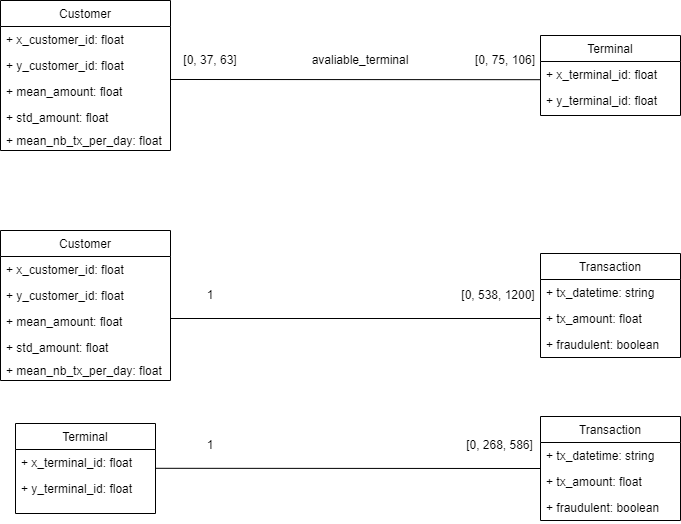 Customer
+ x_customer_id: float
+ y_customer_id: float
+ mean_amount: float
+ std_amount: float
+ mean_nb_tx_per_day: float
[0, 37, 63]
avaliable_terminal
[0, 75, 106]
Terminal
+ x_terminal_id: float
+ y_terminal_id: float
Customer
+ x_customer_id: float
+ y_customer_id: float
+ mean_amount: float
+ std_amount: float
+ mean_nb_tx_per_day: float
1
[0, 538, 1200]
Transaction
+ tx_datetime: string
+ tx_amount: float
+ fraudulent: boolean
Terminal
+ x_terminal_id: float
+ y_terminal_id: float
1
[0, 268, 586]
Transaction
+ tx_datetime: string
+ tx_amount: float
+ fraudulent: boolean